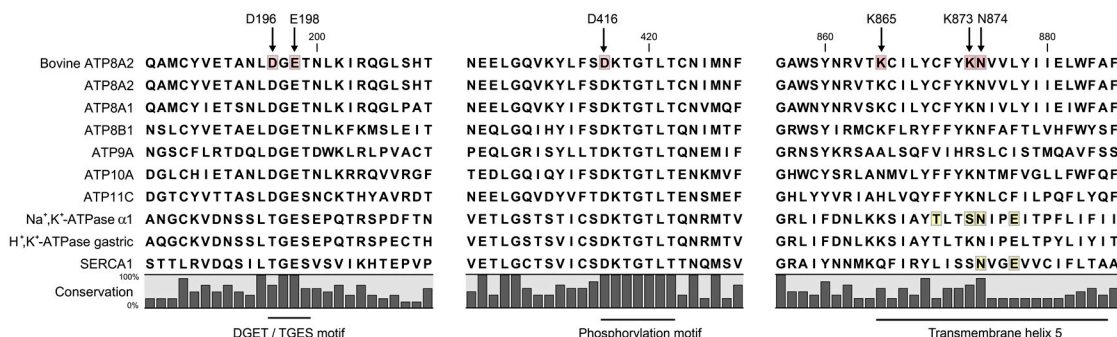 D196 E198 D416 K865 K873 N874
200 420 860 880
Bovine ATP8A2 QAMCYVETANLDGETNLKIRQGLSHT NEELGQVKYLFSDKTGTLTCNIMNF GAWSYNRVTKCILYCFYKNVVLYIIELWFAF
ATP8A2 QAMCYVETANLDGETNLKIRQGLSHT NEELGQVKYLFSDKTGTLTCNIMNF GAWSYNRVTKCILYCFYKNVVLYIIELWFAF
ATP8A1 QAMCYIETSNLDGETNLKIRQGLPAT NEELGQVKYIFSDKTGTLTCNVMQF GAWNYNRVSKCILYCFYKNIVLYIIEIWFAF
ATP8B1 NSLCYVETAELDGETNLKFKMSLEIT NEQLGQIHYIFSDKTGTLTQNIMTF GRWSYIRMCKFLRYFFYKNFAFTLVHFWYSF
ATP9A NGSCFLRTDQLDGETDWKLRLPVACT PEQLGRISYLLTDKTGTLTQNEMIF GRNSYKRSAALSQFVIHRSLCISTMQAVFSS
ATP10A DGLCHIETANLDGETNLKRRQVVRGF TEDLGQIQYIFSDKTGTLTENKMVF GHWCYSRLANMVLYFFYKNTMFVGLLFWFQF
ATP11C DGTCYVTTASLDGESNCKTHYAVRDT NEELGQVDYVFTDKTGTLTENSMEF GHLYYVRIAHLVQYFFYKNLCFILPQFLYQF
Na⁺,K⁺-ATPase α1 ANGCKVDNSSLTGESEPQTRSPDFTN VETLGSTSTICSDKTGTLTQNRMTV GRLIFDNLKKSIAYTLTSNIPEITPFLIFII
H⁺,K⁺-ATPase gastric AQGCKVDNSSLTGESEPQTRSPECTH VETLGSTSVICSDKTGTLTQNRMTV GRLIFDNLKKSIAYTLTKNIPELTPYLIYIT
SERCA1 STTLRVDQSILTGESVSVIKHTEPVP VETLGCTSVICSDKTGTLTTNQMSV GRAIYNNMKQFIRYLISSNVGEVVCIFLTAA
100%
Conservation
0%
DGET / TGES motif Phosphorylation motif Transmembrane helix 5